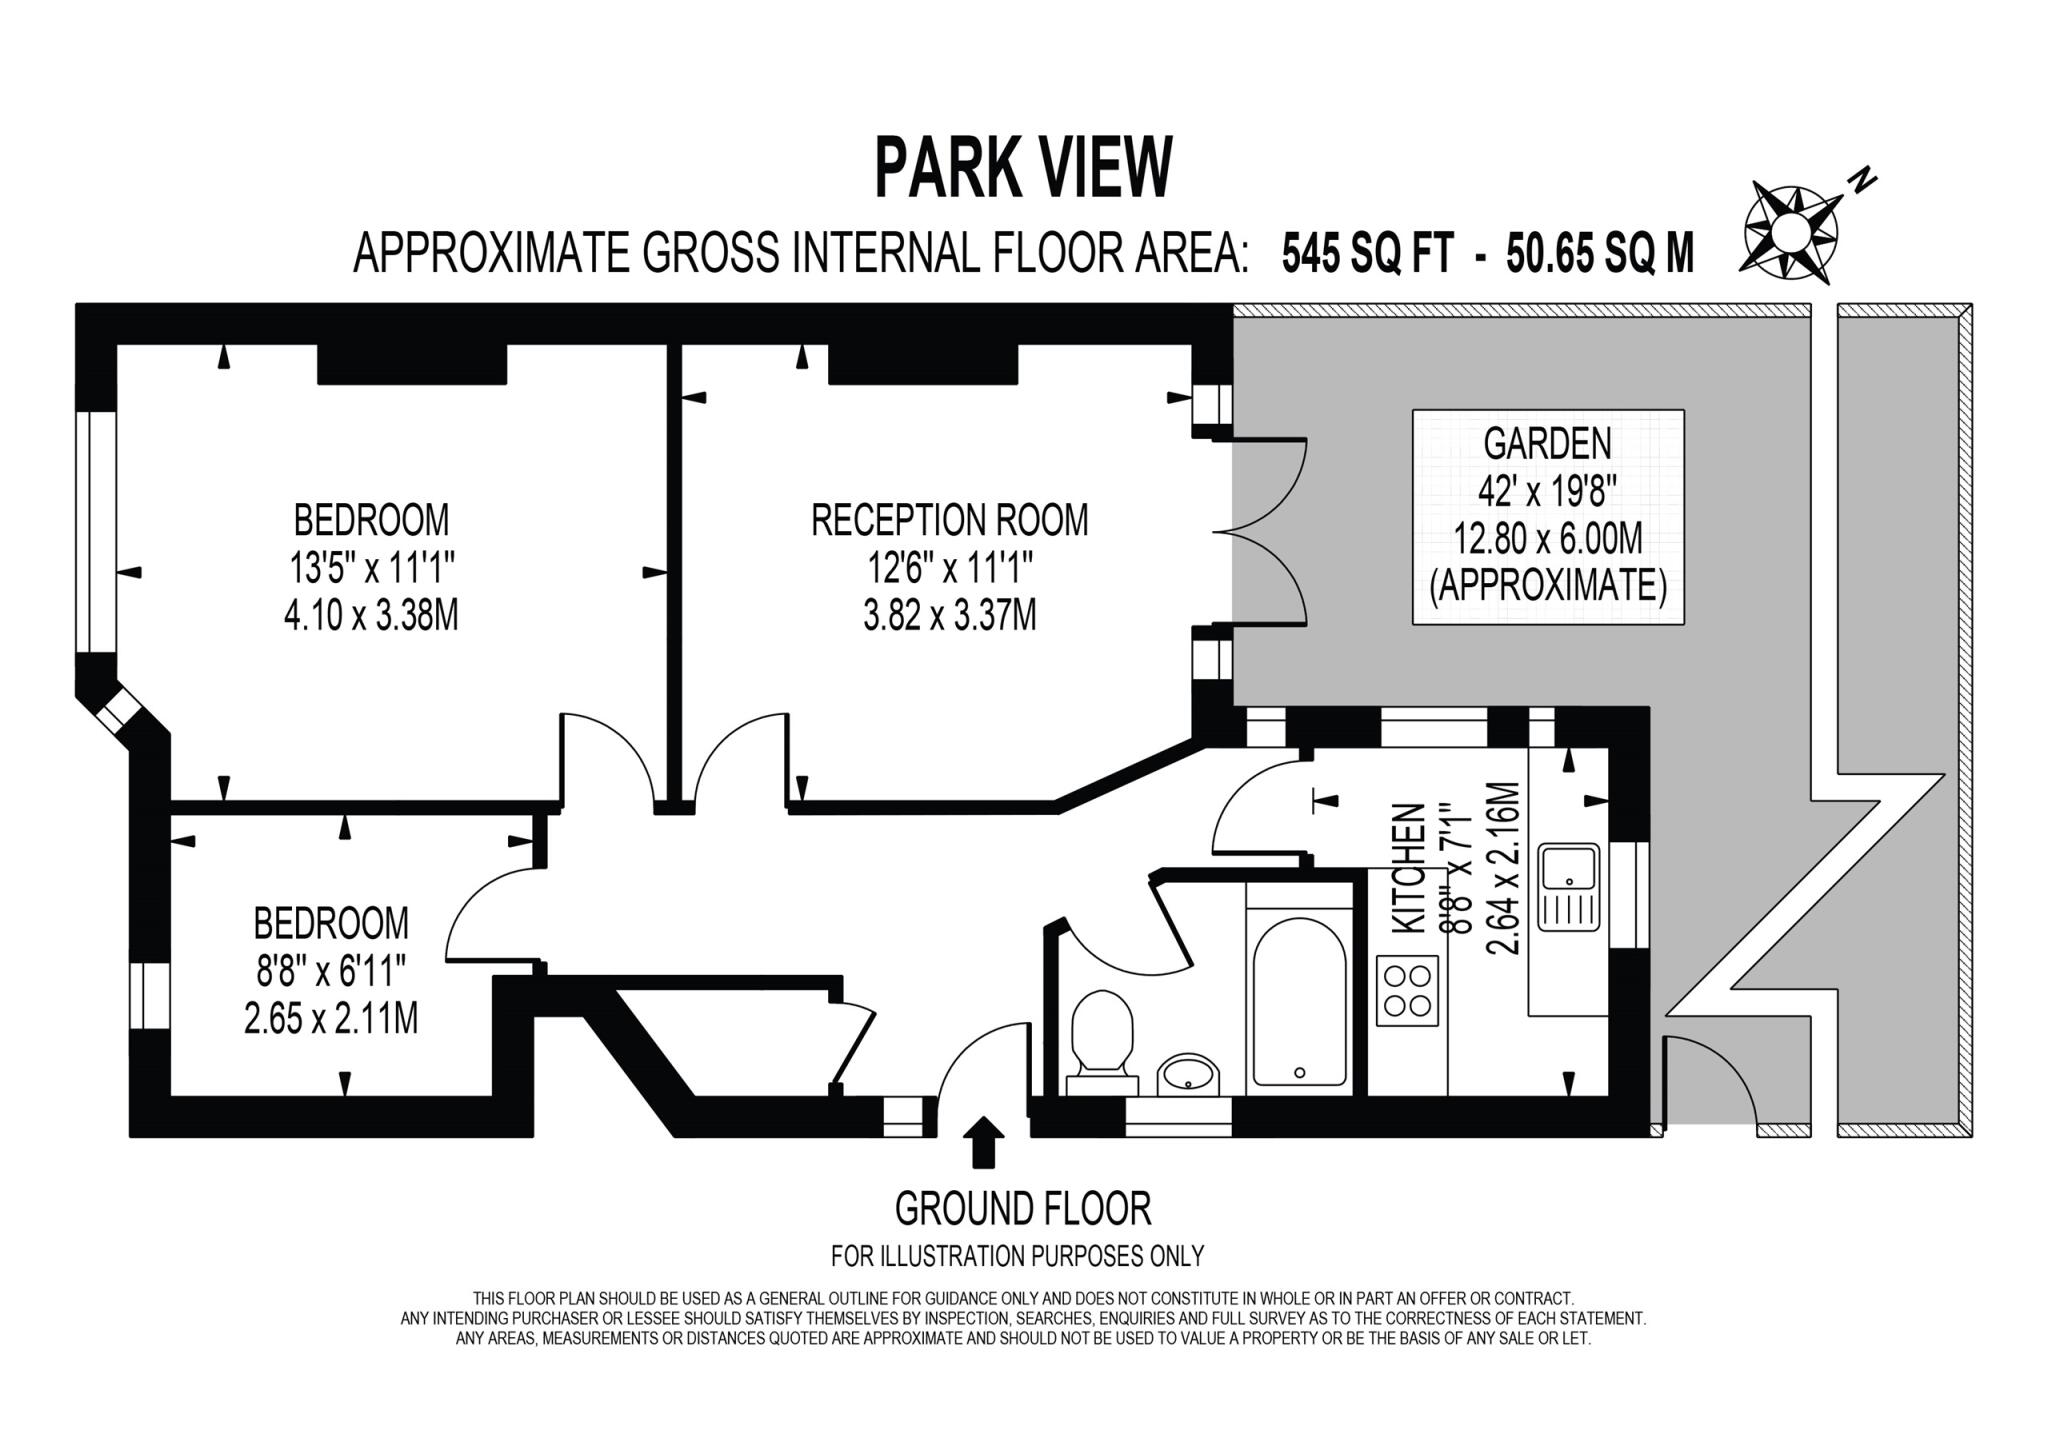 PARK VIEW
APPROXIMATE GROSS INTERNAL FLOOR AREA: 545 SQ FT - 50.65 SQ M
N
BEDROOM
13'5" x 11'1"
4.10 x 3.38M
RECEPTION ROOM
12'6" x 11'1"
3.82 x 3.37M
GARDEN
42' x 19'8"
12.80 x 6.00M
(APPROXIMATE)
BEDROOM
8'8" x 6'11"
2.65 x 2.11M
KITCHEN
8'8" x 7'1"
2.64 x 2.16M
GROUND FLOOR
FOR ILLUSTRATION PURPOSES ONLY
THIS FLOOR PLAN SHOULD BE USED AS A GENERAL OUTLINE FOR GUIDANCE ONLY AND DOES NOT CONSTITUTE IN WHOLE OR IN PART AN OFFER OR CONTRACT.
ANY INTENDING PURCHASER OR LESSEE SHOULD SATISFY THEMSELVES BY INSPECTION, SEARCHES, ENQUIRIES AND FULL SURVEY AS TO THE CORRECTNESS OF EACH STATEMENT.
ANY AREAS, MEASUREMENTS OR DISTANCES QUOTED ARE APPROXIMATE AND SHOULD NOT BE USED TO VALUE A PROPERTY OR BE THE BASIS OF ANY SALE OR LET.